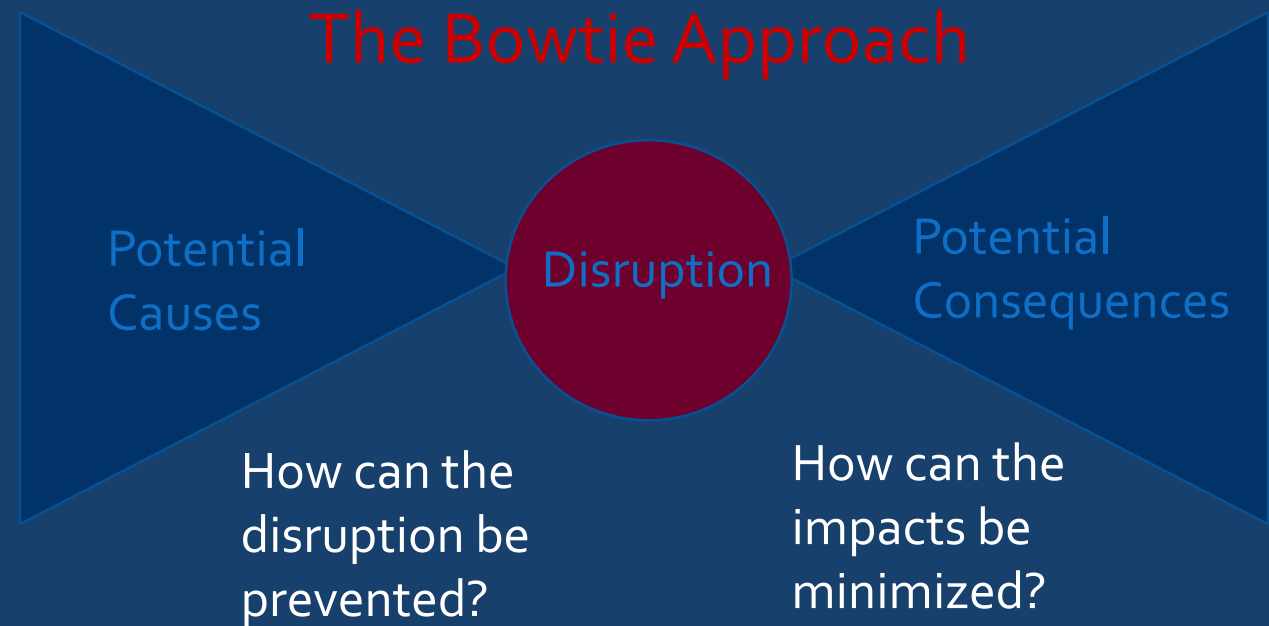 The Bowtie Approach
Potential
Causes
Disruption
Potential
Consequences
How can the
disruption be
prevented?
How can the
impacts be
minimized?